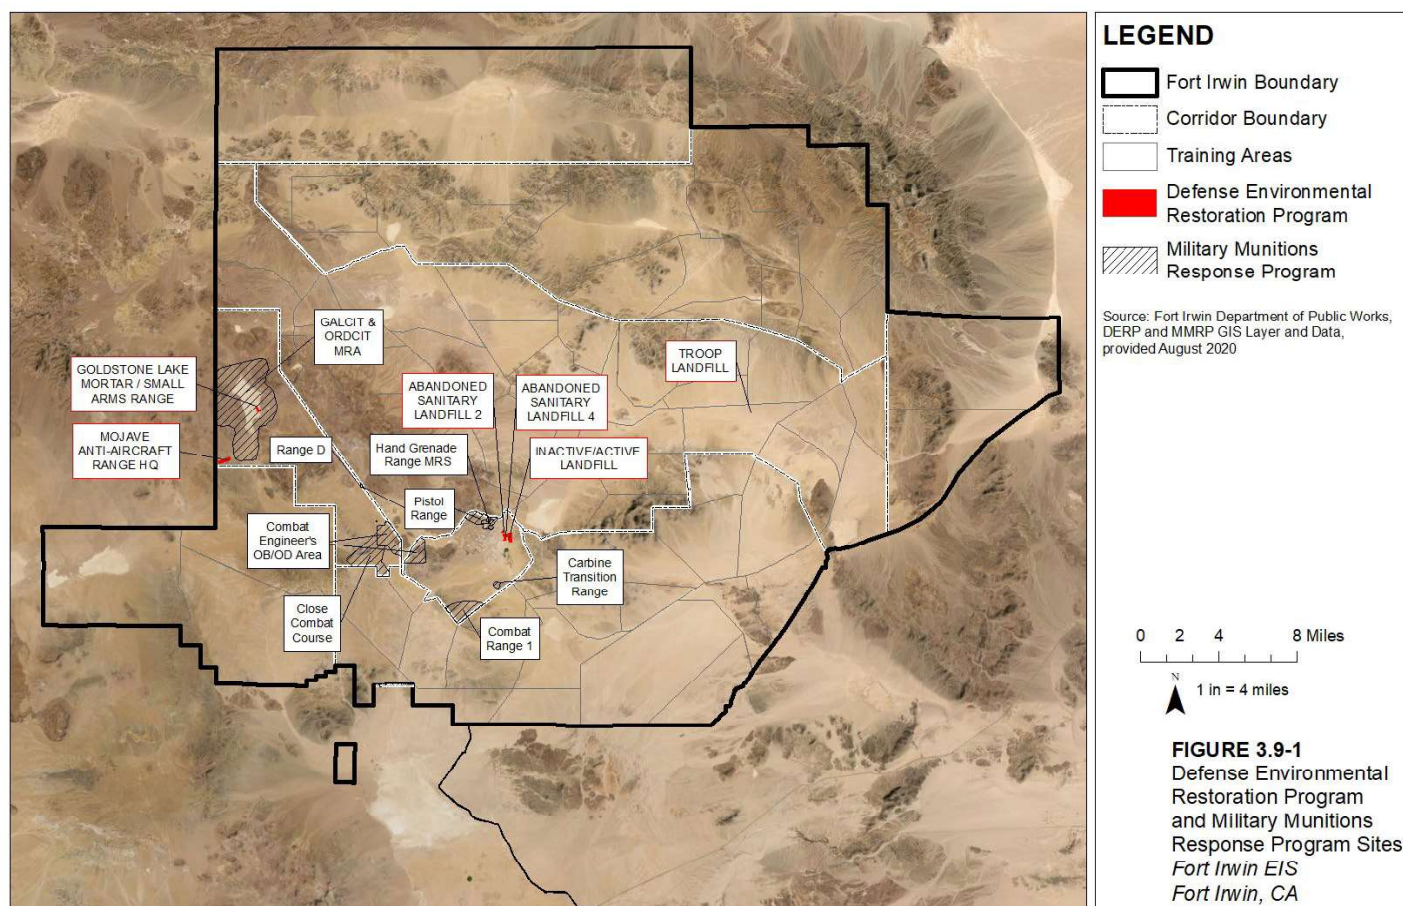 GALCIT &
ORDCIT
MRA
GOLDSTONE LAKE
MORTAR / SMALL
ARMS RANGE
MOJAVE
ANTI-AIRCRAFT
RANGE HQ
Range D
ABANDONED
SANITARY
LANDFILL 2
ABANDONED
SANITARY
LANDFILL 4
TROOP
LANDFILL
Hand Grenade
Range MRS
INACTIVE/ACTIVE
LANDFILL
Pistol
Range
Combat
Engineer's
OB/OD Area
Close
Combat
Course
Carbine
Transition
Range
Combat
Range 1
LEGEND
Fort Irwin Boundary
Corridor Boundary
Training Areas
Defense Environmental
Restoration Program
Military Munitions
Response Program
Source: Fort Irwin Department of Public Works,
DERP and MMRP GIS Layer and Data,
provided August 2020
0 2 4 8 Miles
N
1 in = 4 miles
FIGURE 3.9-1
Defense Environmental
Restoration Program
and Military Munitions
Response Program Sites
Fort Irwin EIS
Fort Irwin, CA